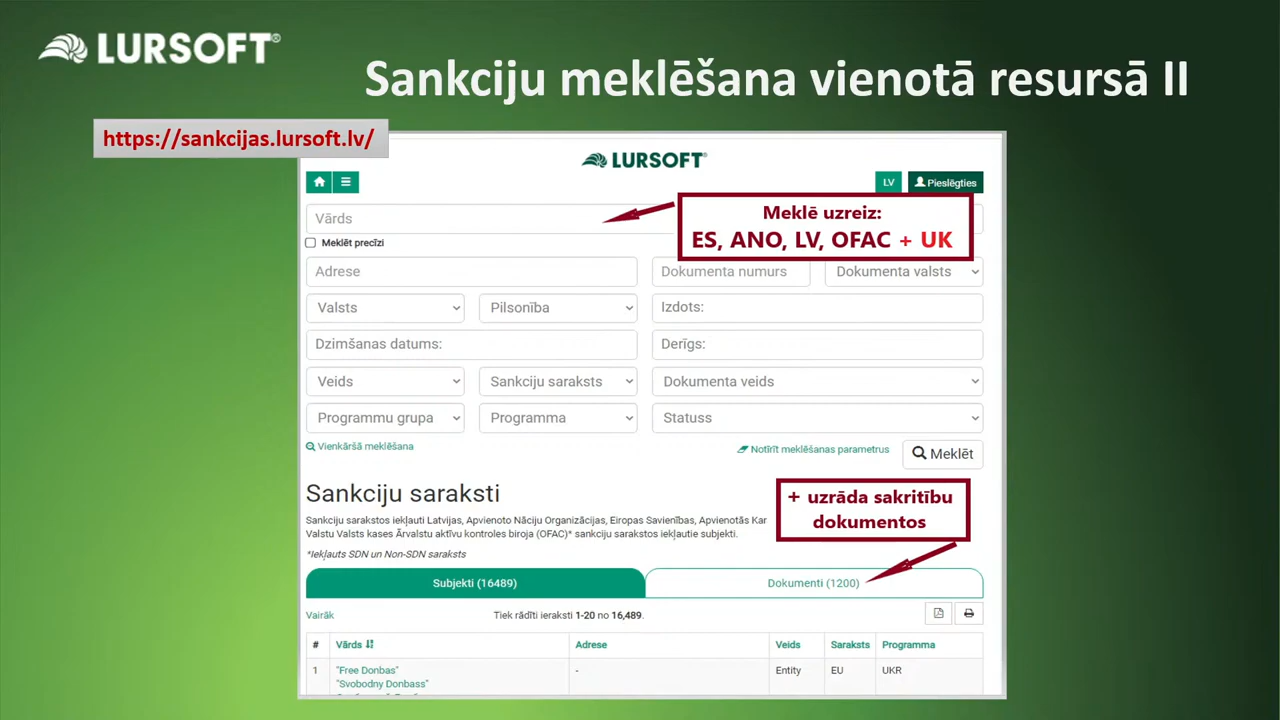 LURSOFT®
Sankciju meklēšana vienotā resursā II
https://sankcijas.lursoft.lv/
LURSOFT®
LV
Pieslēgties
Vārds
Meklē uzreiz:
ES, ANO, LV, OFAC + UK
Meklēt precīzi
Adrese
Dokumenta numurs
Dokumenta valsts
Valsts
Pilsonība
Izdots:
Dzimšanas datums:
Derīgs:
Veids
Sankciju saraksts
Dokumenta veids
Programmu grupa
Programma
Statuss
Vienkāršā meklēšana
Notīrīt meklēšanas parametrus
Meklēt
Sankciju saraksti
+ uzrāda sakritību
dokumentos
Sankciju sarakstos iekļauti Latvijas, Apvienoto Nāciju Organizācijas, Eiropas Savienības, Apvienotās Kar
Valstu Valsts kases Ārvalstu aktīvu kontroles biroja (OFAC)* sankciju sarakstos iekļautie subjekti.
*Iekļauts SDN un Non-SDN saraksts
Subjekti (16489)
Dokumenti (1200)
Vairāk
Tiek rādīti ieraksti 1-20 no 16,489.
# Vārds Adrese Veids Saraksts Programma
1 "Free Donbas" - Entity EU UKR
"Svobodny Donbass"